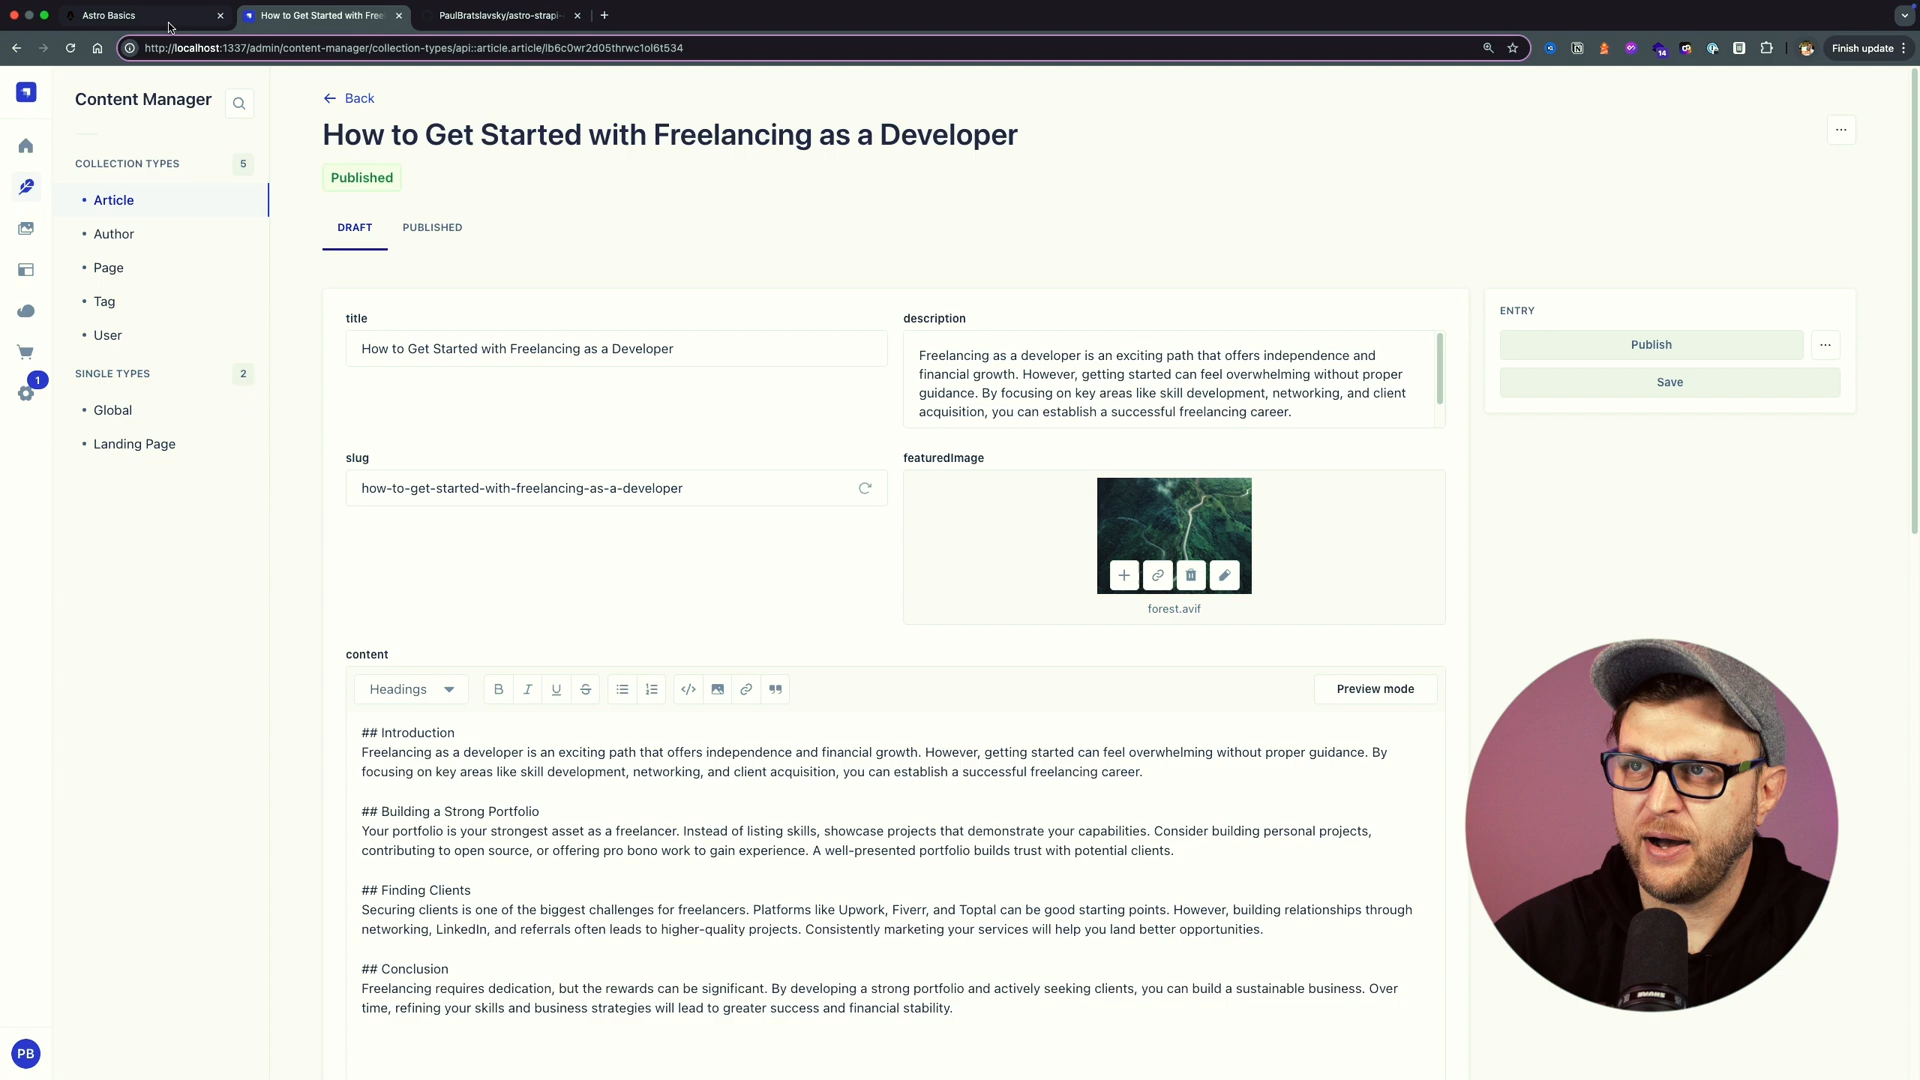 Astro Basics
How to Get Started with Free
PaulBratslavsky/astro-strapi-
http://localhost:1337/admin/content-manager/collection-types/api::article.article/lb6c0wr2d05thrwc1ol6t534
14
Finish update
Content Manager
COLLECTION TYPES 5
Article
Author
Page
Tag
User
SINGLE TYPES 2
Global
Landing Page
1
PB
Back
How to Get Started with Freelancing as a Developer
...
Published
DRAFT PUBLISHED
title
How to Get Started with Freelancing as a Developer
description
Freelancing as a developer is an exciting path that offers independence and
financial growth. However, getting started can feel overwhelming without proper
guidance. By focusing on key areas like skill development, networking, and client
acquisition, you can establish a successful freelancing career.
slug
how-to-get-started-with-freelancing-as-a-developer
featuredImage
forest.avif
content
Headings
B I U S
Preview mode
## Introduction
Freelancing as a developer is an exciting path that offers independence and financial growth. However, getting started can feel overwhelming without proper guidance. By
focusing on key areas like skill development, networking, and client acquisition, you can establish a successful freelancing career.
## Building a Strong Portfolio
Your portfolio is your strongest asset as a freelancer. Instead of listing skills, showcase projects that demonstrate your capabilities. Consider building personal projects,
contributing to open source, or offering pro bono work to gain experience. A well-presented portfolio builds trust with potential clients.
## Finding Clients
Securing clients is one of the biggest challenges for freelancers. Platforms like Upwork, Fiverr, and Toptal can be good starting points. However, building relationships through
networking, LinkedIn, and referrals often leads to higher-quality projects. Consistently marketing your services will help you land better opportunities.
## Conclusion
Freelancing requires dedication, but the rewards can be significant. By developing a strong portfolio and actively seeking clients, you can build a sustainable business. Over
time, refining your skills and business strategies will lead to greater success and financial stability.
ENTRY
Publish
...
Save